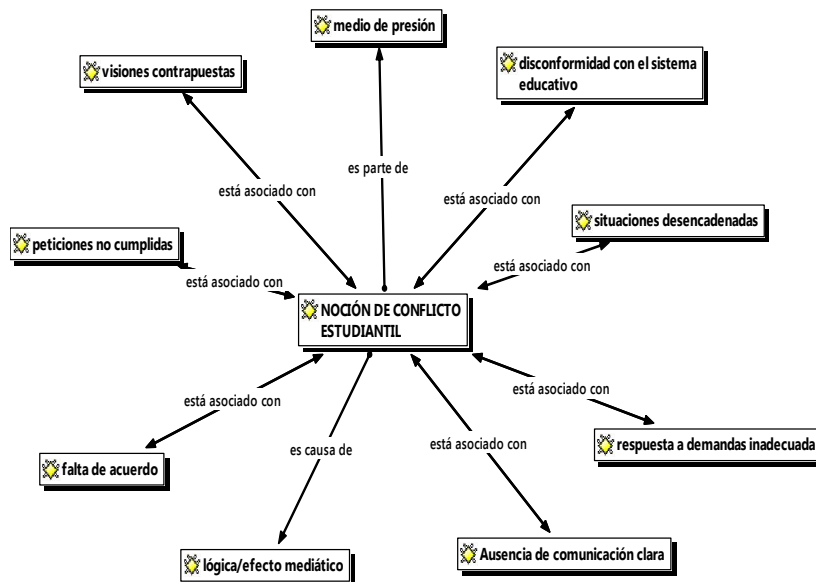 medio de presión
visiones contrapuestas
disconformidad con el sistema
educativo
es parte de
está asociado con
está asociado con
situaciones desencadenadas
peticiones no cumplidas
está asociado con
está asociado con
NOCIÓN DE CONFLICTO
ESTUDIANTIL
está asociado con
está asociado con
es causa de
está asociado con
respuesta a demandas inadecuada
falta de acuerdo
Ausencia de comunicación clara
lógica/efecto mediático